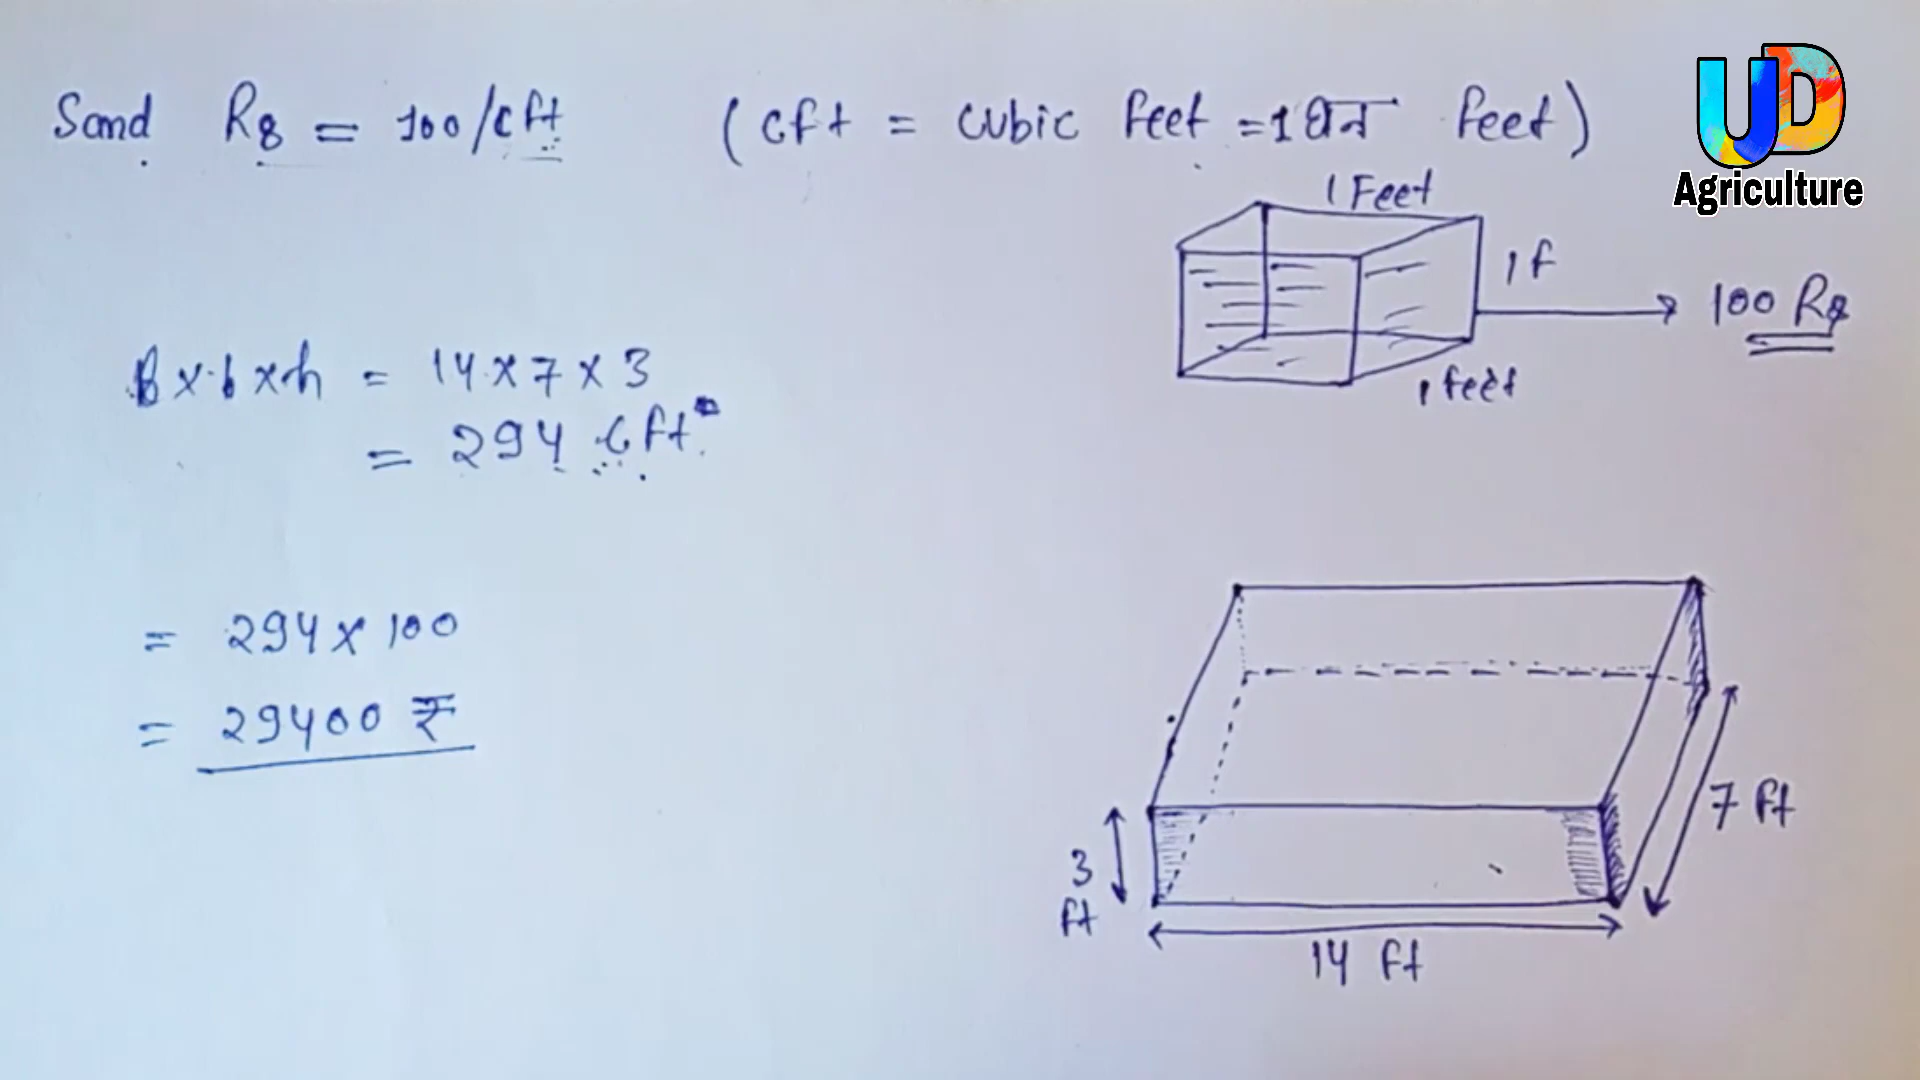 Sand Rs = 100/cft (cft = cubic feet = 1 घन feet)
UD
Agriculture
1 Feet
1 f
100 Rs
1 feet
l x b x h = 14 x 7 x 3
= 294 cft
= 294 x 100
= 29400 ₹
7 ft
3
ft
14 ft